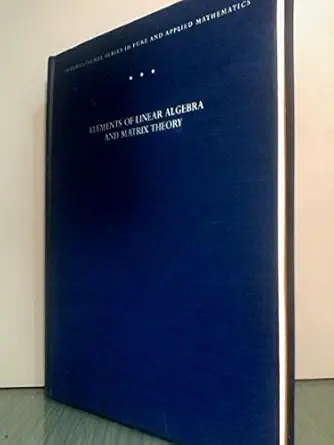 INTERNATIONAL SERIES IN PURE AND APPLIED MATHEMATICS
ELEMENTS OF LINEAR ALGEBRA
AND MATRIX THEORY